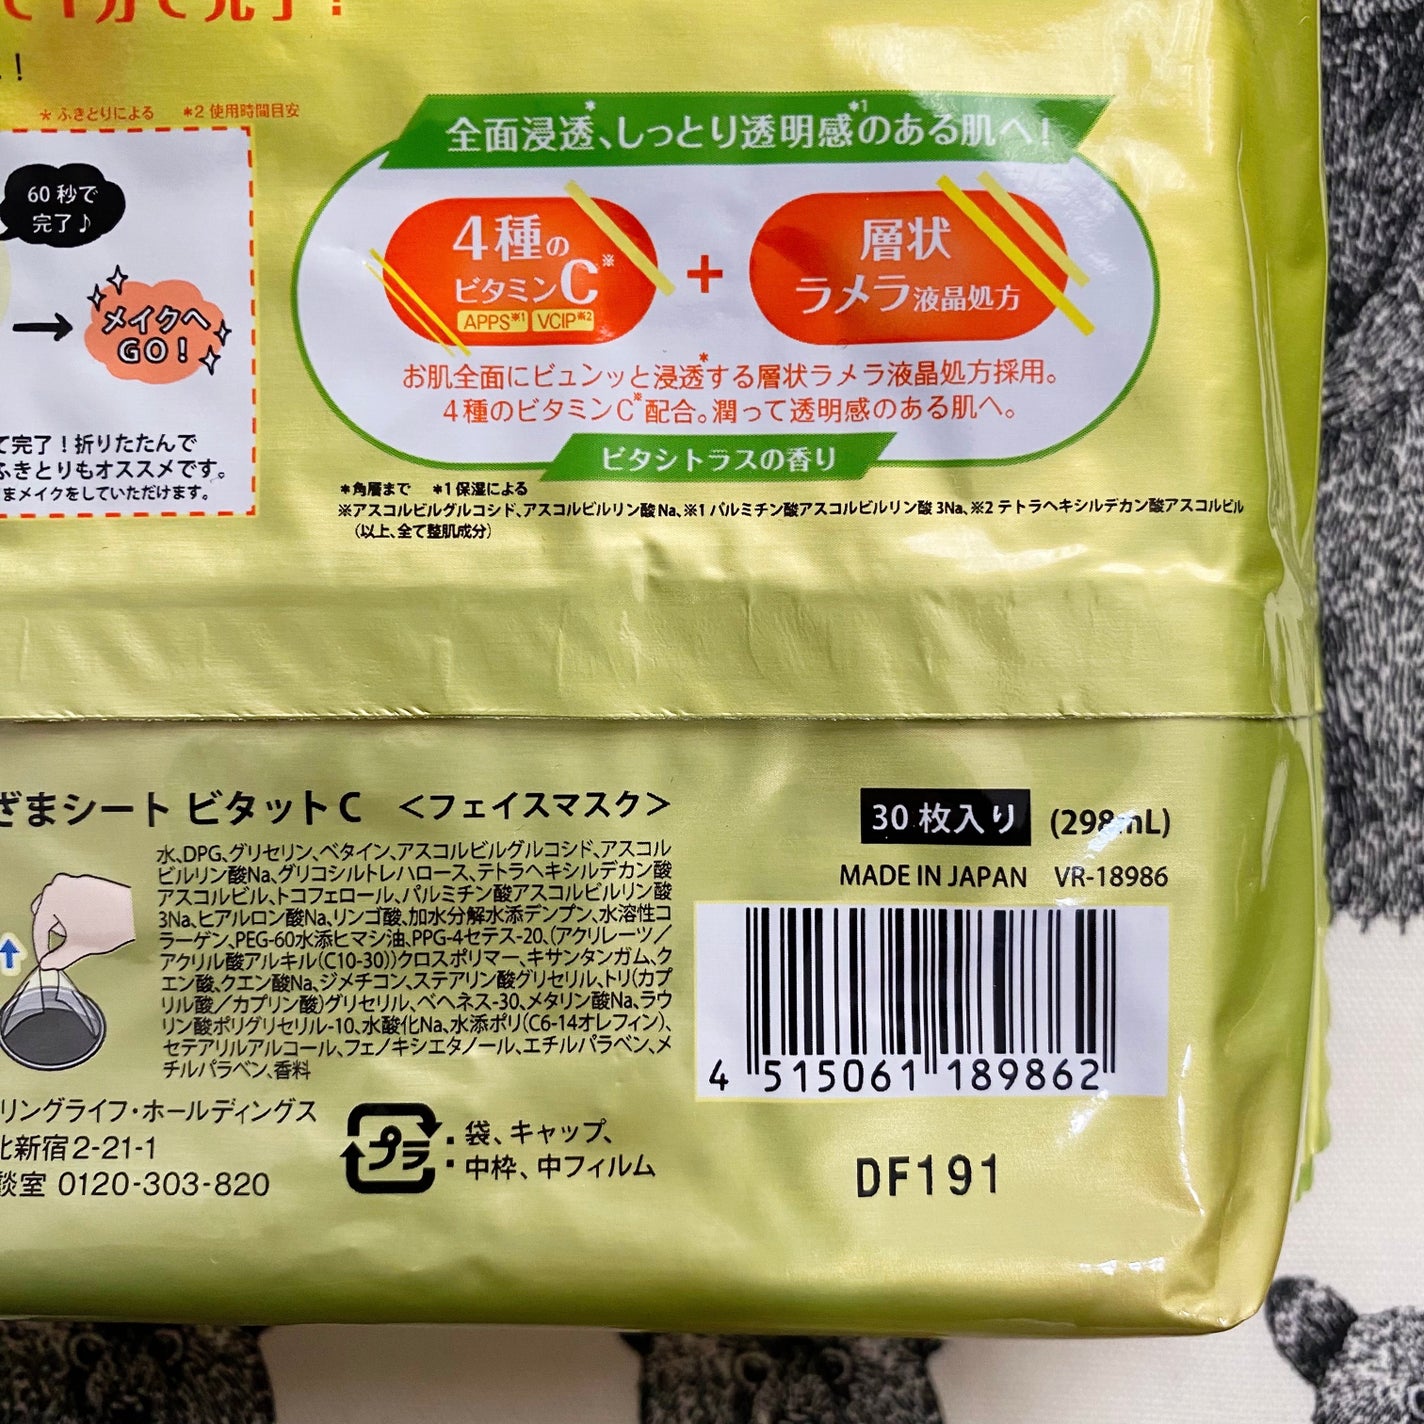 ＊ふきとりによる ＊2 使用時間目安
60 秒で
完了♪
メイクへ
GO！
て完了！折りたたんで
ふきとりもオススメです。
まメイクをしていただけます。
全面浸透*、しっとり透明感*1のある肌へ！
4種の
ビタミンC※
APPS※1 VCIP※2
＋
層状
ラメラ液晶処方
お肌全面にビュンッと浸透*する層状ラメラ液晶処方採用。
4種のビタミンC※配合。潤って透明感のある肌へ。
ビタシトラスの香り
＊角層まで ＊1 保湿による
※アスコルビルグルコシド、アスコルビルリン酸Na、※1 パルミチン酸アスコルビルリン酸 3Na、※2 テトラヘキシルデカン酸アスコルビル
（以上、全て整肌成分）
ざまシート ビタットC ＜フェイスマスク＞
水、DPG、グリセリン、ベタイン、アスコルビルグルコシド、アスコル
ビルリン酸Na、グリコシルトレハロース、テトラヘキシルデカン酸
アスコルビル、トコフェロール、パルミチン酸アスコルビルリン酸
3Na、ヒアルロン酸Na、リンゴ酸、加水分解水添デンプン、水溶性コ
ラーゲン、PEG-60水添ヒマシ油、PPG-4セテス-20、（アクリレーツ／
アクリル酸アルキル（C10-30））クロスポリマー、キサンタンガム、ク
エン酸、クエン酸Na、ジメチコン、ステアリン酸グリセリル、トリ（カプ
リル酸／カプリン酸）グリセリル、ベヘネス-30、メタリン酸Na、ラウ
リン酸ポリグリセリル-10、水酸化Na、水添ポリ（C6-14オレフィン）、
セテアリルアルコール、フェノキシエタノール、エチルパラベン、メ
チルパラベン、香料
リングライフ・ホールディングス
北新宿2-21-1
談室 0120-303-820
プラ
：袋、キャップ、
中枠、中フィルム
30枚入り (298mL)
MADE IN JAPAN VR-18986
4 515061 189862
DF191